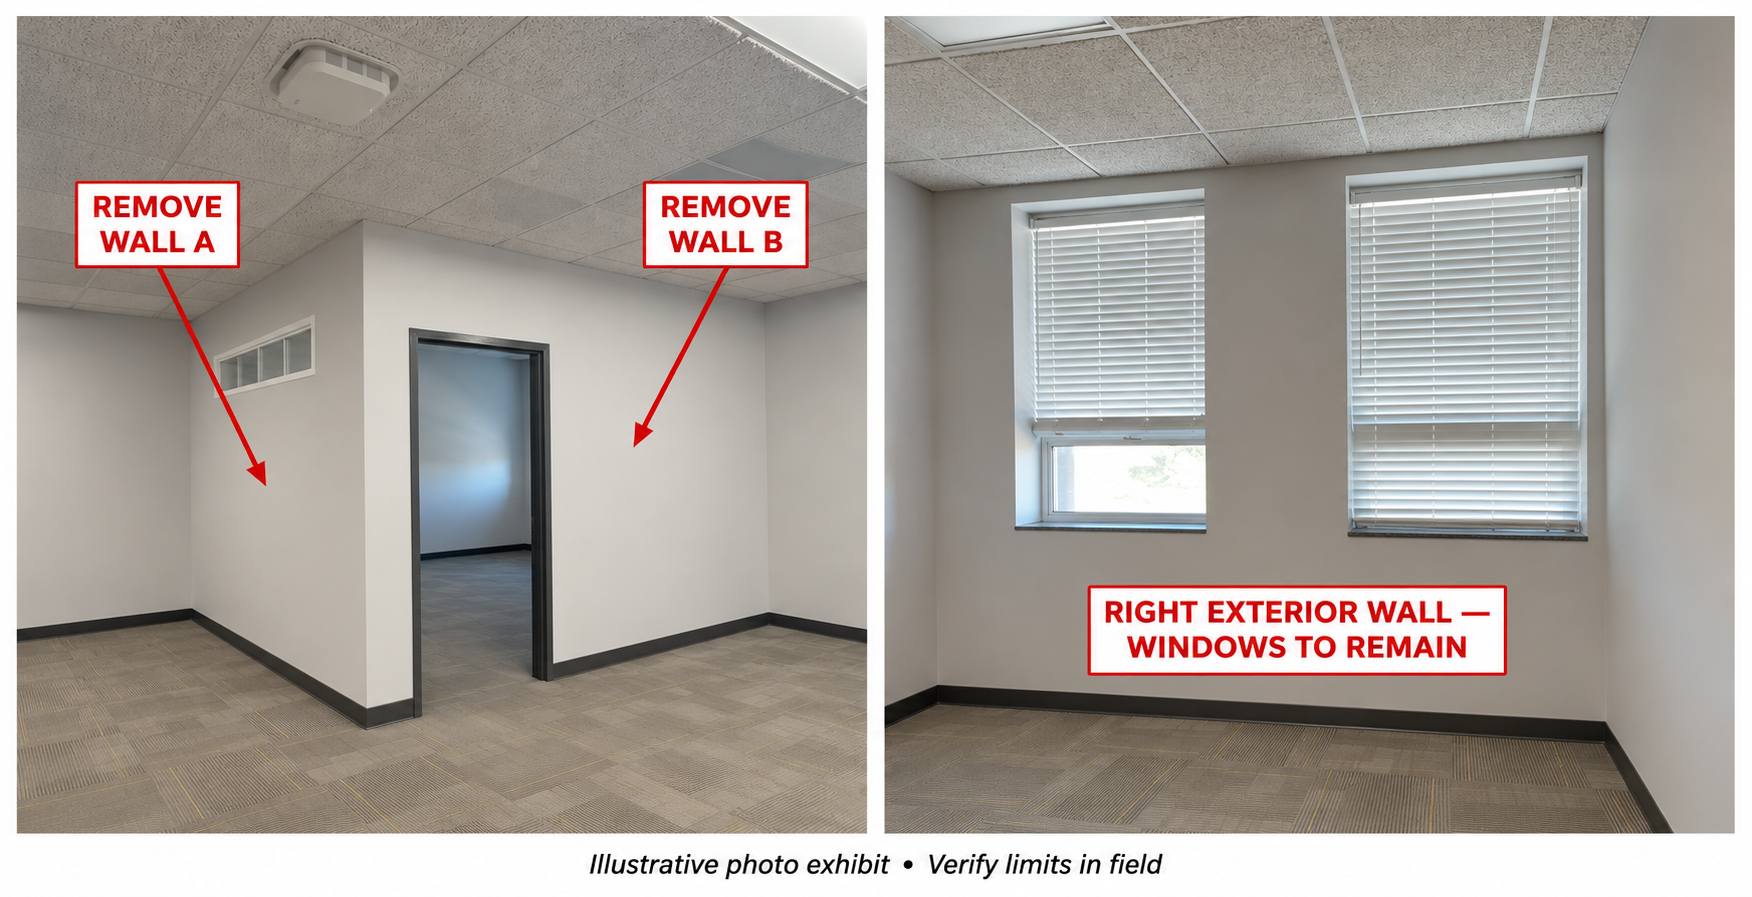 REMOVE
WALL A
REMOVE
WALL B
RIGHT EXTERIOR WALL —
WINDOWS TO REMAIN
Illustrative photo exhibit • Verify limits in field